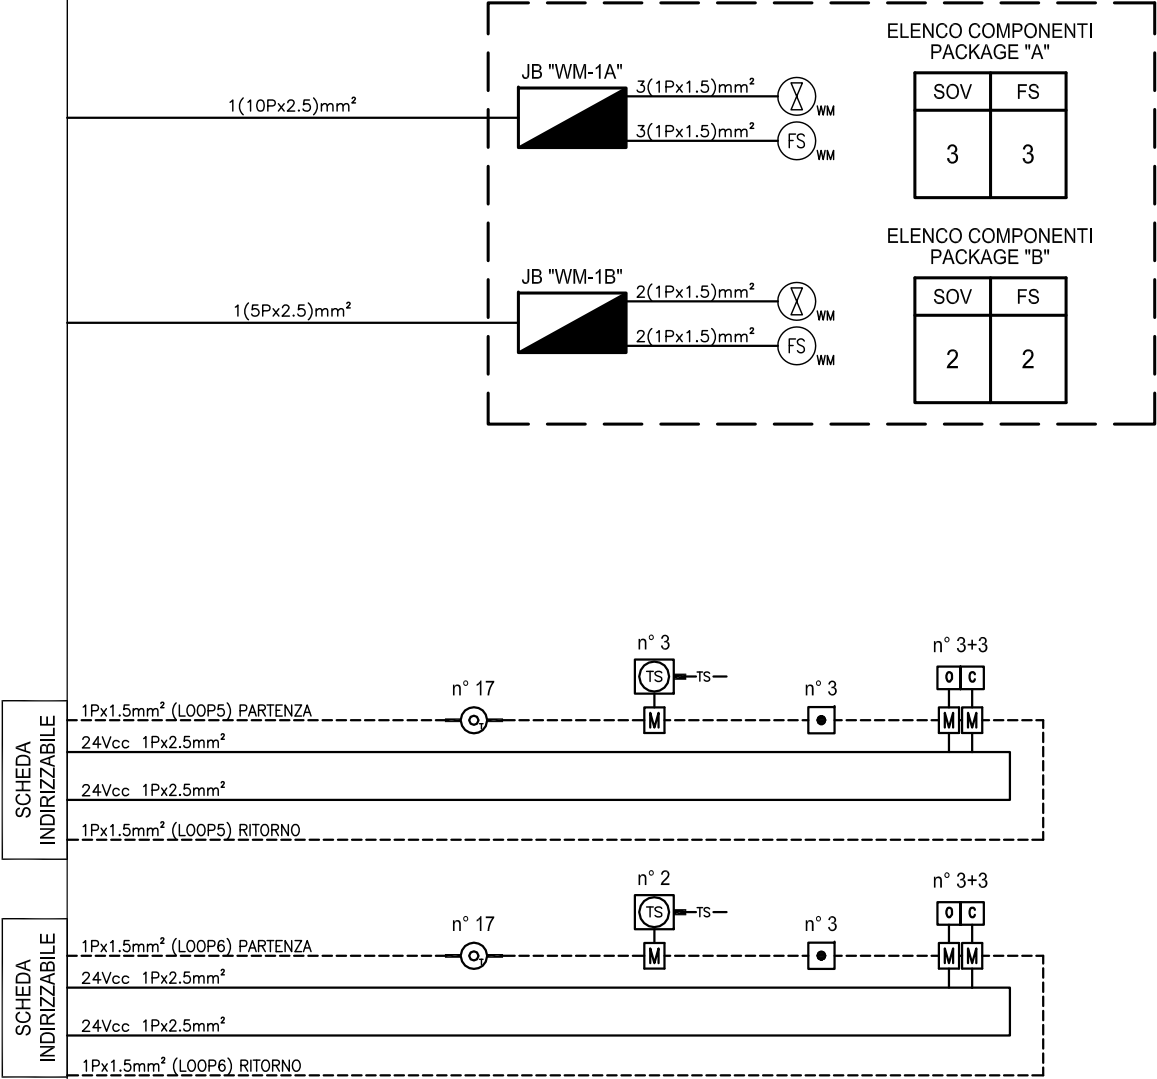 ELENCO COMPONENTI
PACKAGE "A"
SOV FS
3 3
JB "WM-1A"
1(10Px2.5)mm²
3(1Px1.5)mm²
WM
3(1Px1.5)mm²
FS
WM
ELENCO COMPONENTI
PACKAGE "B"
SOV FS
2 2
JB "WM-1B"
1(5Px2.5)mm²
2(1Px1.5)mm²
WM
2(1Px1.5)mm²
FS
WM
SCHEDA
INDIRIZZABILE
n° 3
n° 3+3
TS
TS
O C
n° 17
n° 3
1Px1.5mm² (LOOP5) PARTENZA
T
M
M M
24Vcc 1Px2.5mm²
24Vcc 1Px2.5mm²
1Px1.5mm² (LOOP5) RITORNO
SCHEDA
INDIRIZZABILE
n° 2
n° 3+3
TS
TS
O C
n° 17
n° 3
1Px1.5mm² (LOOP6) PARTENZA
T
M
M M
24Vcc 1Px2.5mm²
24Vcc 1Px2.5mm²
1Px1.5mm² (LOOP6) RITORNO